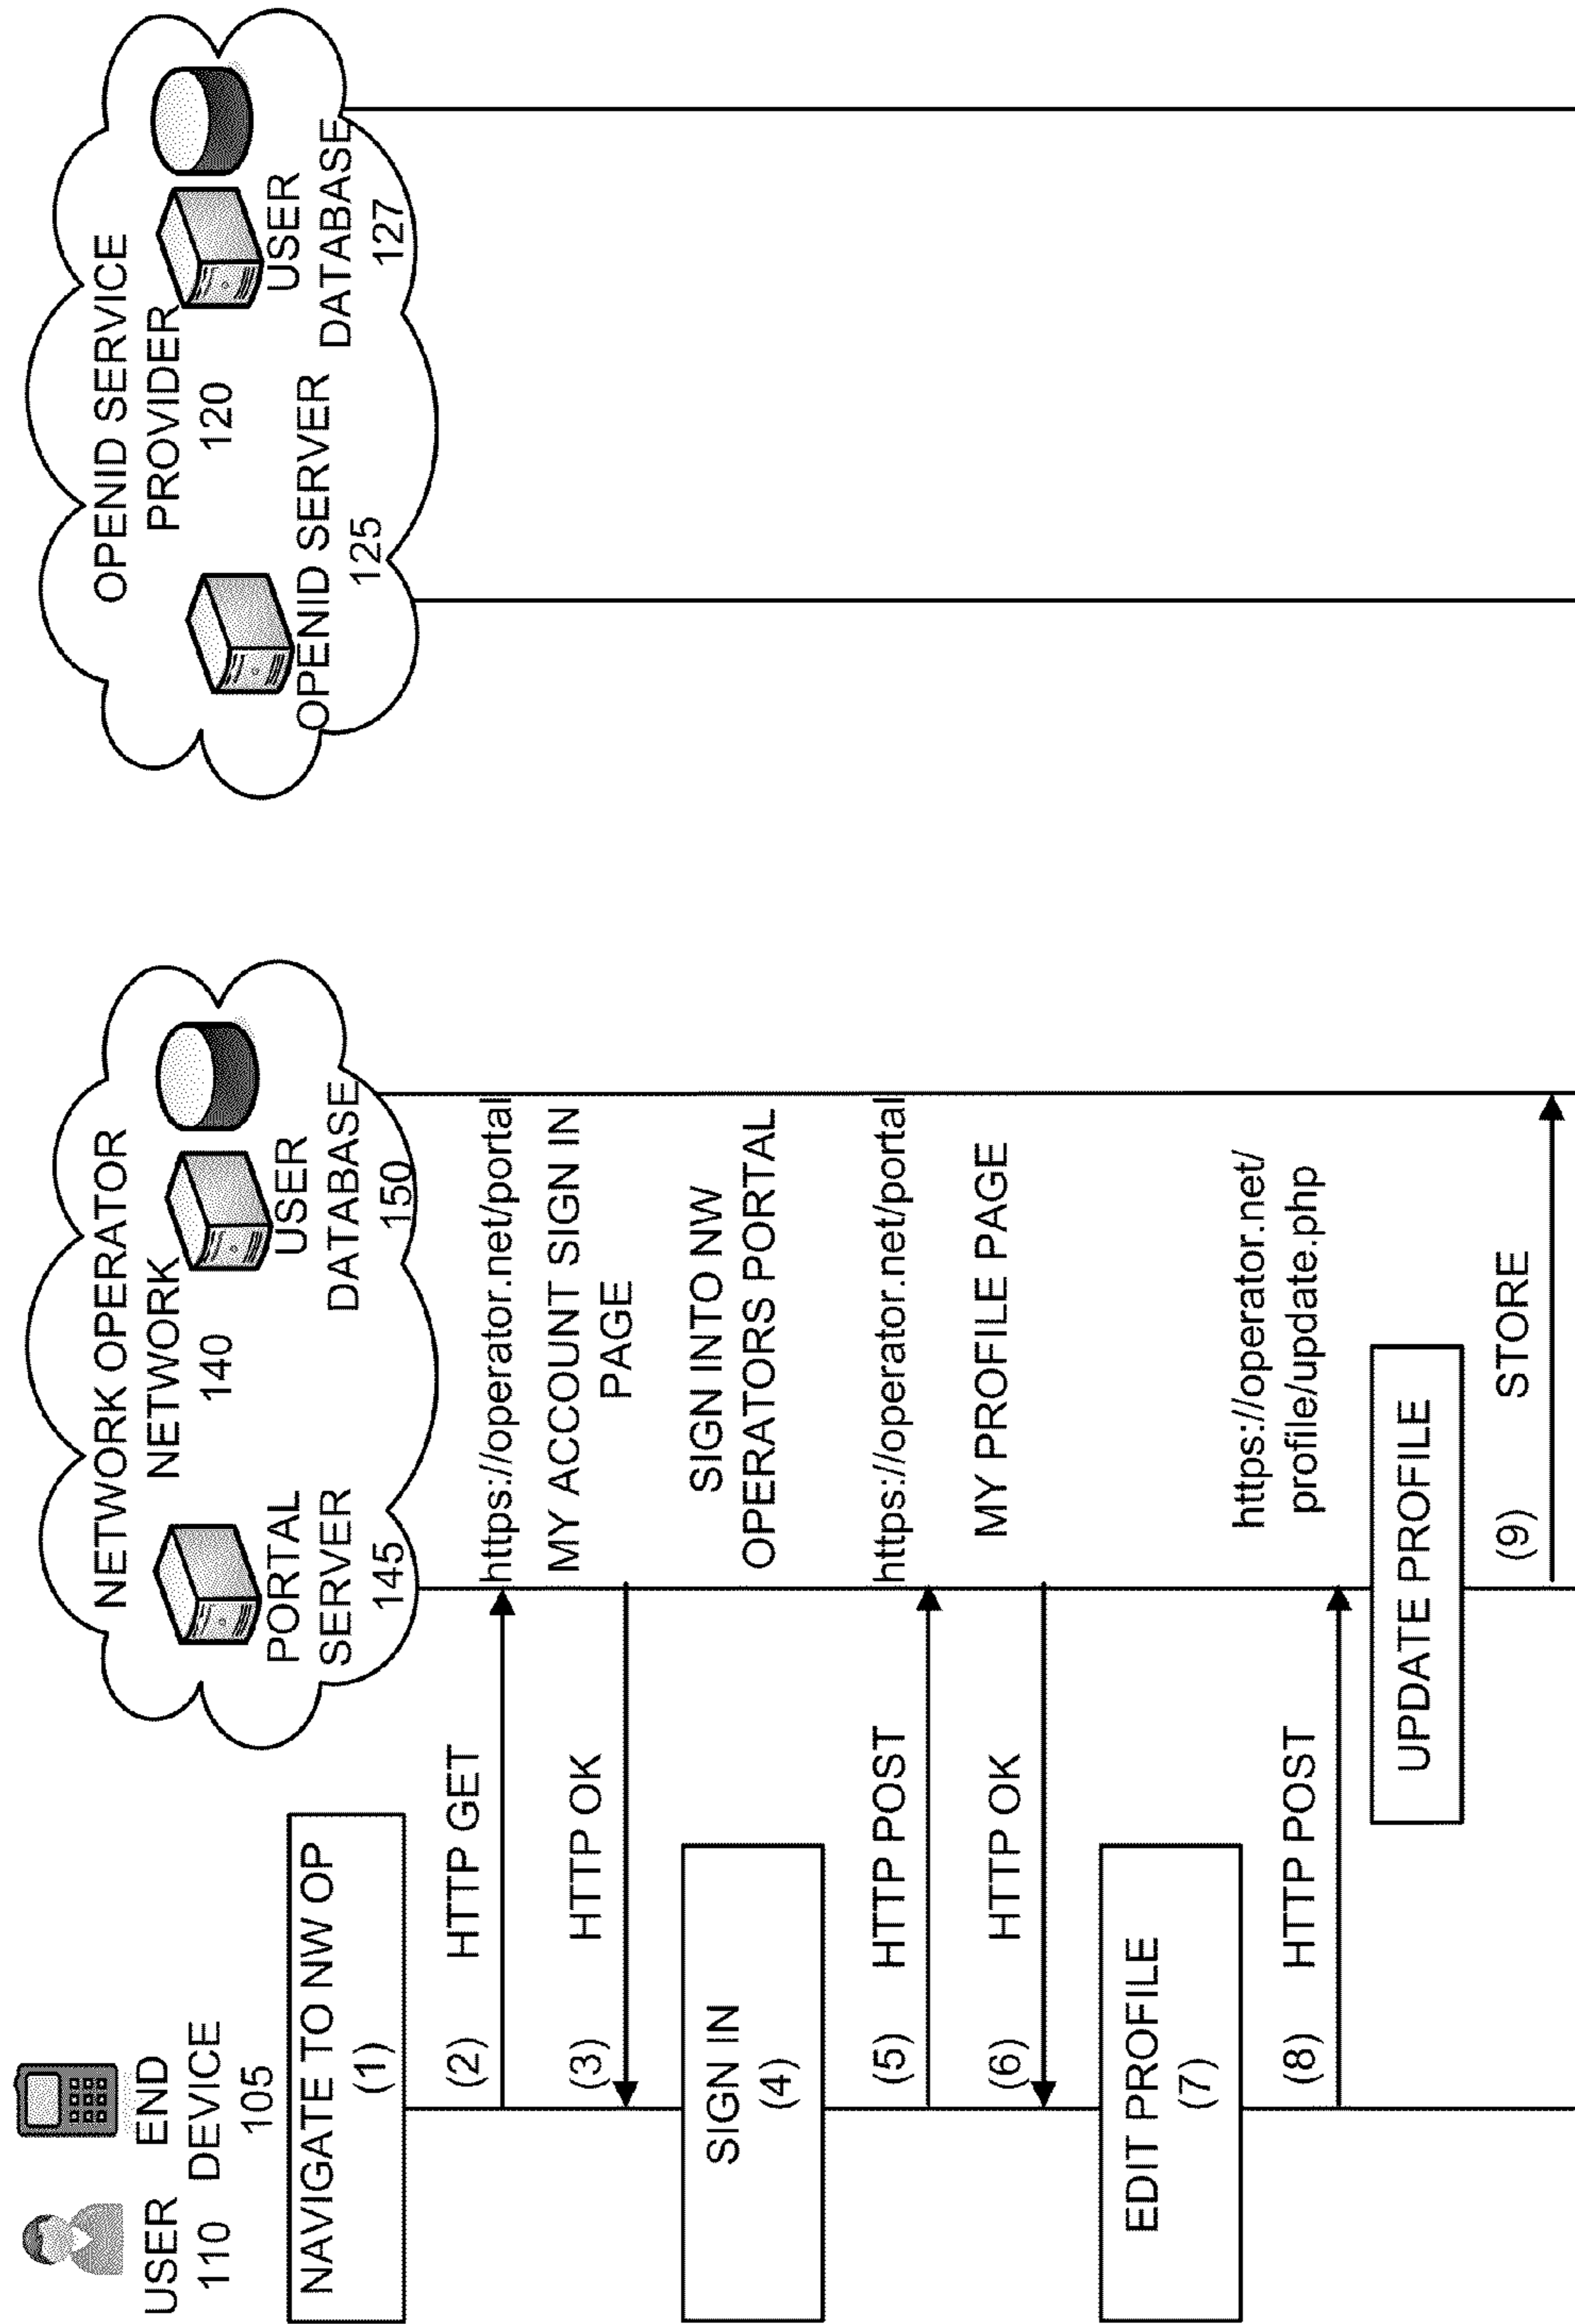 USER
110
END
DEVICE
105
NETWORK OPERATOR
NETWORK
140
PORTAL
SERVER
145
USER
DATABASE
150
OPENID SERVICE
PROVIDER
120
OPENID SERVER
125
USER
DATABASE
127
NAVIGATE TO NW OP
(1)
(2) HTTP GET
https://operator.net/portal
(3) HTTP OK
MY ACCOUNT SIGN IN
PAGE
SIGN IN
(4)
SIGN INTO NW
OPERATORS PORTAL
(5) HTTP POST
https://operator.net/portal
(6) HTTP OK
MY PROFILE PAGE
EDIT PROFILE
(7)
(8) HTTP POST
https://operator.net/
profile/update.php
UPDATE PROFILE
(9) STORE